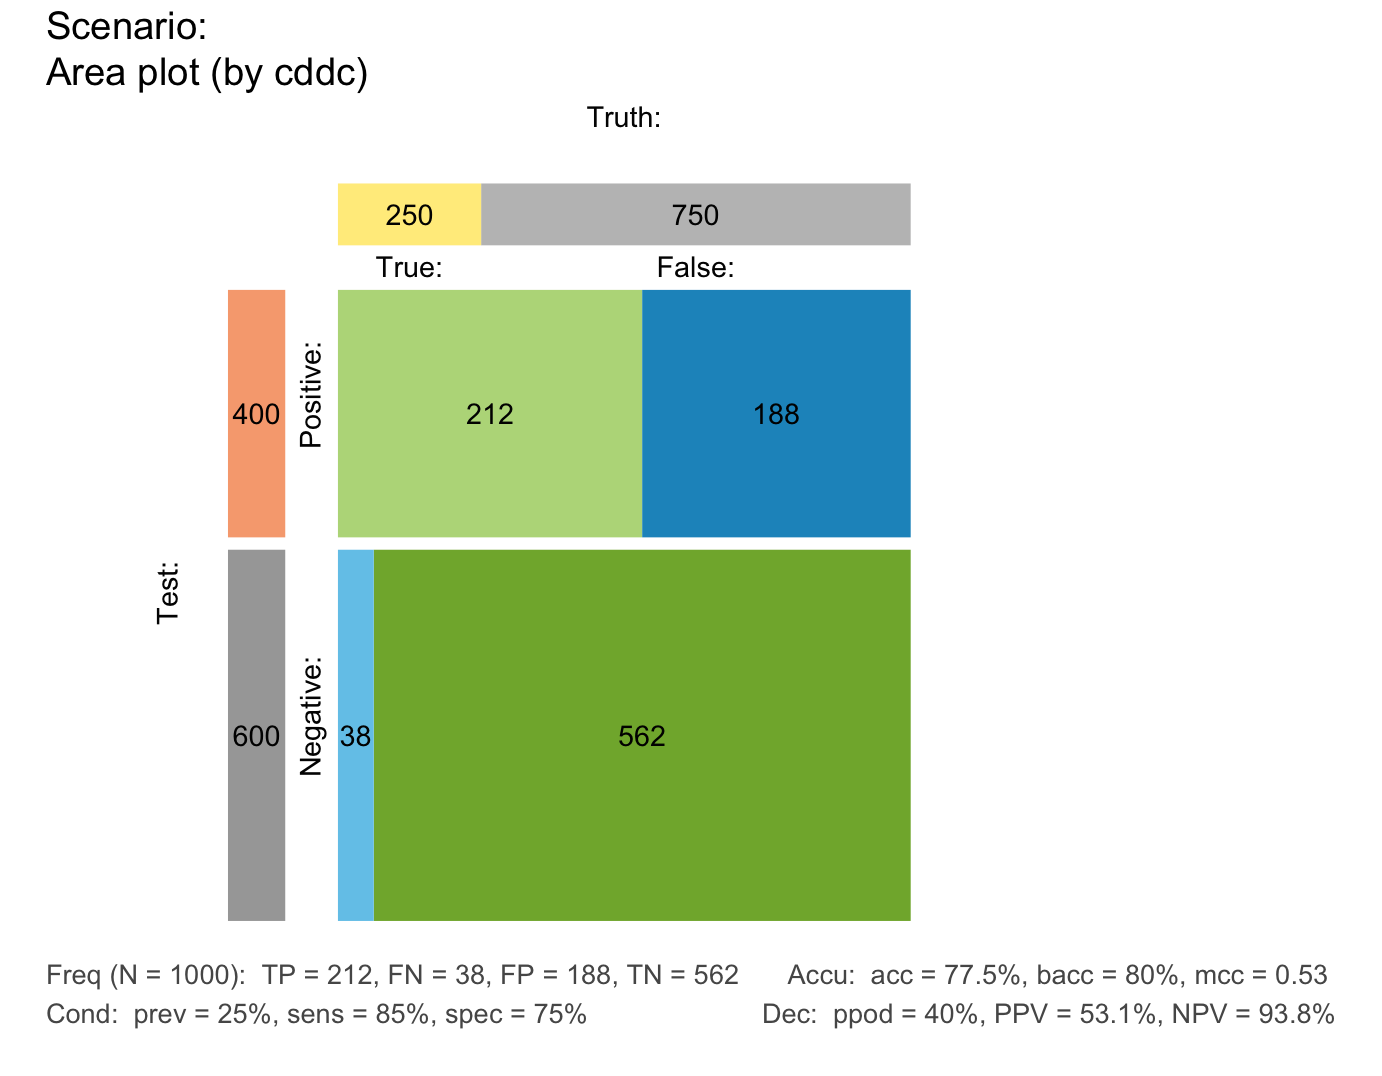 Scenario:
Area plot (by cddc)
Truth:
250 750
True: False:
400 Positive: 212 188
Test:
600 Negative: 38 562
Freq (N = 1000):  TP = 212, FN = 38, FP = 188, TN = 562 Accu:  acc = 77.5%, bacc = 80%, mcc = 0.53
Cond:  prev = 25%, sens = 85%, spec = 75% Dec:  ppod = 40%, PPV = 53.1%, NPV = 93.8%